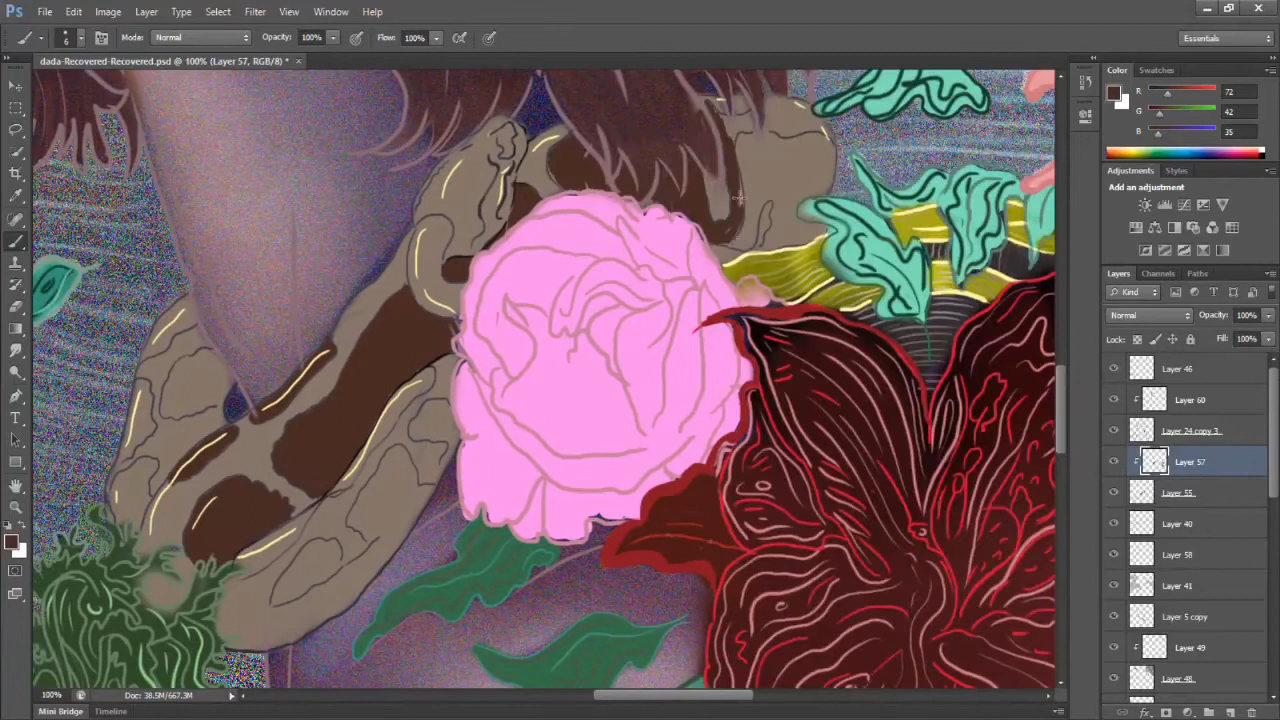 Ps File Edit Image Layer Type Select Filter View Window Help
6 Mode: Normal Opacity: 100% Flow: 100% Essentials
dada-Recovered-Recovered.psd @ 100% (Layer 57, RGB/8) * ×
Color Swatches
R 72
G 42
B 35
Adjustments Styles
Add an adjustment
Layers Channels Paths
Kind
Normal Opacity: 100%
Lock: Fill: 100%
Layer 46
Layer 60
Layer 24 copy 3
Layer 57
Layer 55
Layer 40
Layer 58
Layer 41
Layer 5 copy
Layer 49
Layer 48
100% Doc: 38.5M/667.3M
Mini Bridge Timeline